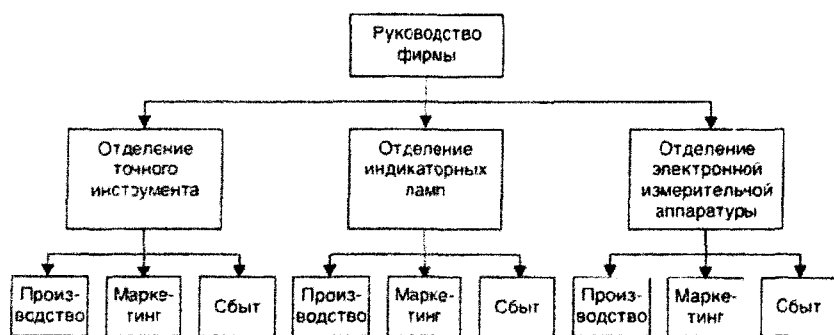 Руководство
фирмы
Отделение
точного
инструмента
Отделение
индикаторных
ламп
Отделение
электронной
измерительной
аппаратуры
Произ-
водство
Марке-
тинг
Сбыт
Произ-
водство
Марке-
тинг
Сбыт
Произ-
водство
Марке-
тинг
Сбыт